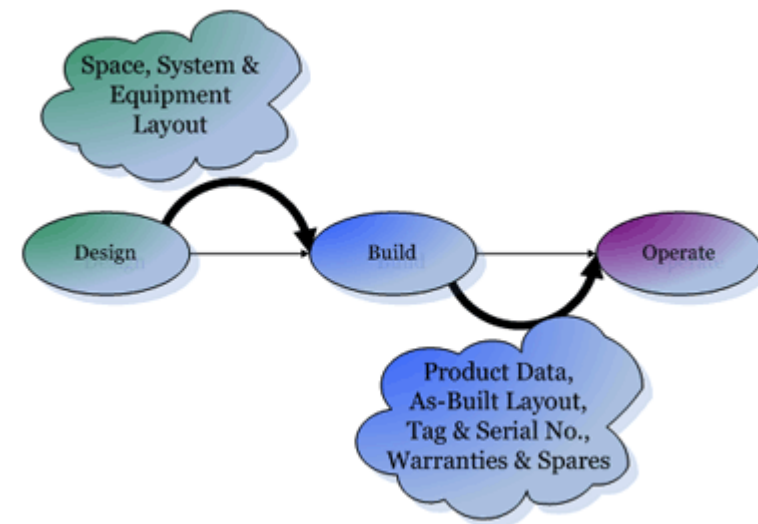 Space, System &
Equipment
Layout
Design
Build
Operate
Product Data,
As-Built Layout,
Tag & Serial No.,
Warranties & Spares